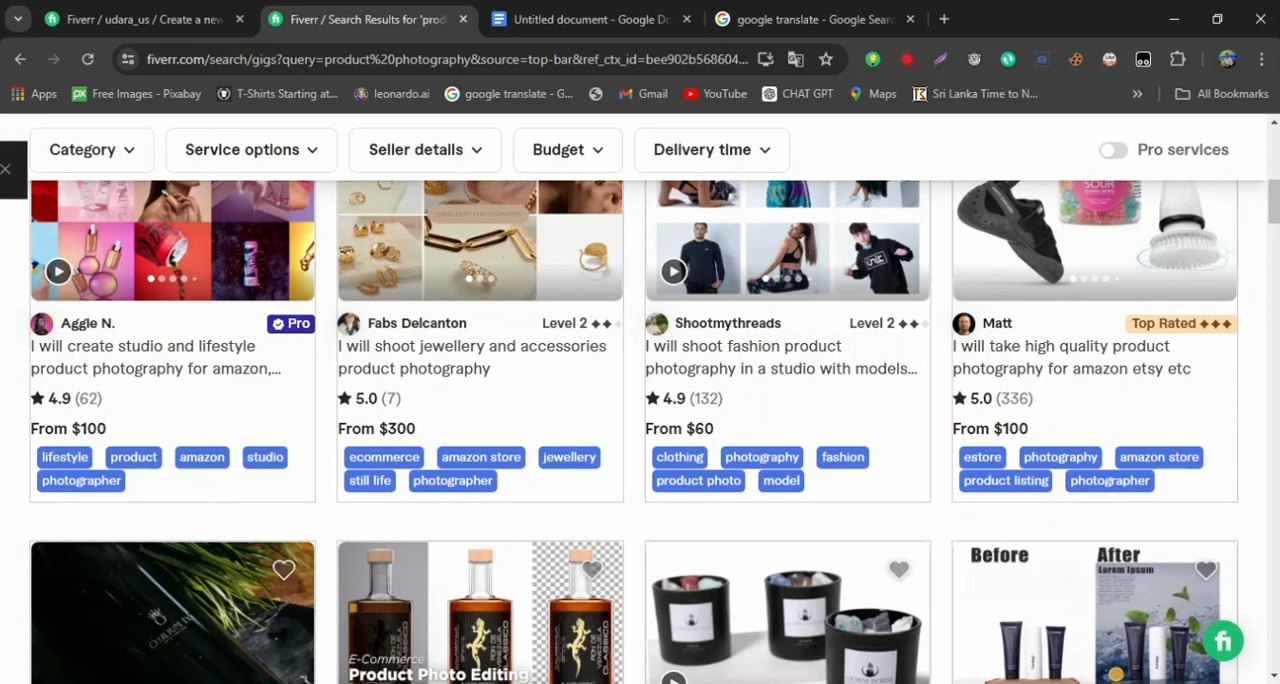 Fiverr / udara_us / Create a new
Fiverr / Search Results for 'prod
Untitled document - Google Do
google translate - Google Sear
fiverr.com/search/gigs?query=product%20photography&source=top-bar&ref_ctx_id=bee902b568604...
Apps
Free Images - Pixabay
T-Shirts Starting at...
leonardo.ai
google translate - G...
Gmail
YouTube
CHAT GPT
Maps
Sri Lanka Time to N...
All Bookmarks
Category
Service options
Seller details
Budget
Delivery time
Pro services
Aggie N.
Pro
I will create studio and lifestyle
product photography for amazon,...
4.9 (62)
From $100
lifestyle product amazon studio
photographer
Fabs Delcanton
Level 2
I will shoot jewellery and accessories
product photography
5.0 (7)
From $300
ecommerce amazon store jewellery
still life photographer
Shootmythreads
Level 2
I will shoot fashion product
photography in a studio with models...
4.9 (132)
From $60
clothing photography fashion
product photo model
SOUR
Matt
Top Rated
I will take high quality product
photography for amazon etsy etc
5.0 (336)
From $100
estore photography amazon store
product listing photographer
E-Commerce
Product Photo Editing
Before
After
Lorem Ipsum
fi